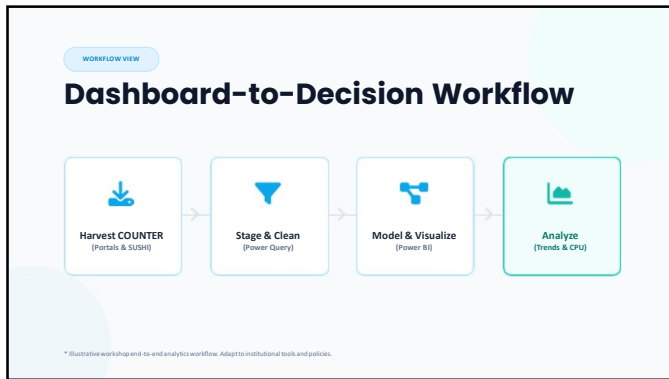 WORKFLOW VIEW
Dashboard-to-Decision Workflow
Harvest COUNTER
(Portals & SUSHI)
Stage & Clean
(Power Query)
Model & Visualize
(Power BI)
Analyze
(Trends & CPU)
* Illustrative workshop end-to-end analytics workflow. Adapt to institutional tools and policies.